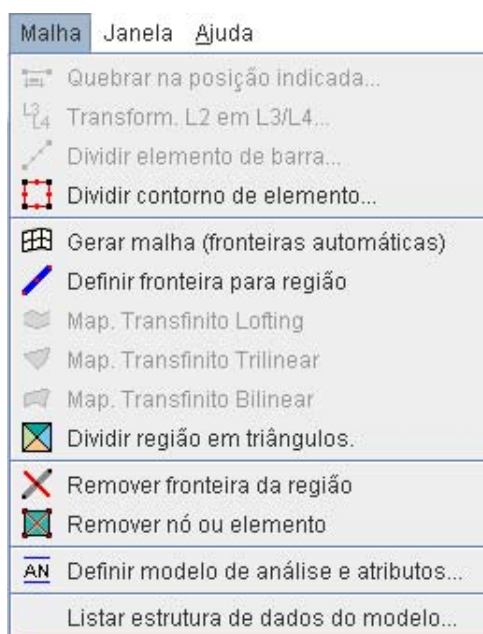 Malha Janela Ajuda
Quebrar na posição indicada...
L3 L4 Transform. L2 em L3/L4...
Dividir elemento de barra...
Dividir contorno de elemento...
Gerar malha (fronteiras automáticas)
Definir fronteira para região
Map. Transfinito Lofting
Map. Transfinito Trilinear
Map. Transfinito Bilinear
Dividir região em triângulos.
Remover fronteira da região
Remover nó ou elemento
AN Definir modelo de análise e atributos...
Listar estrutura de dados do modelo...